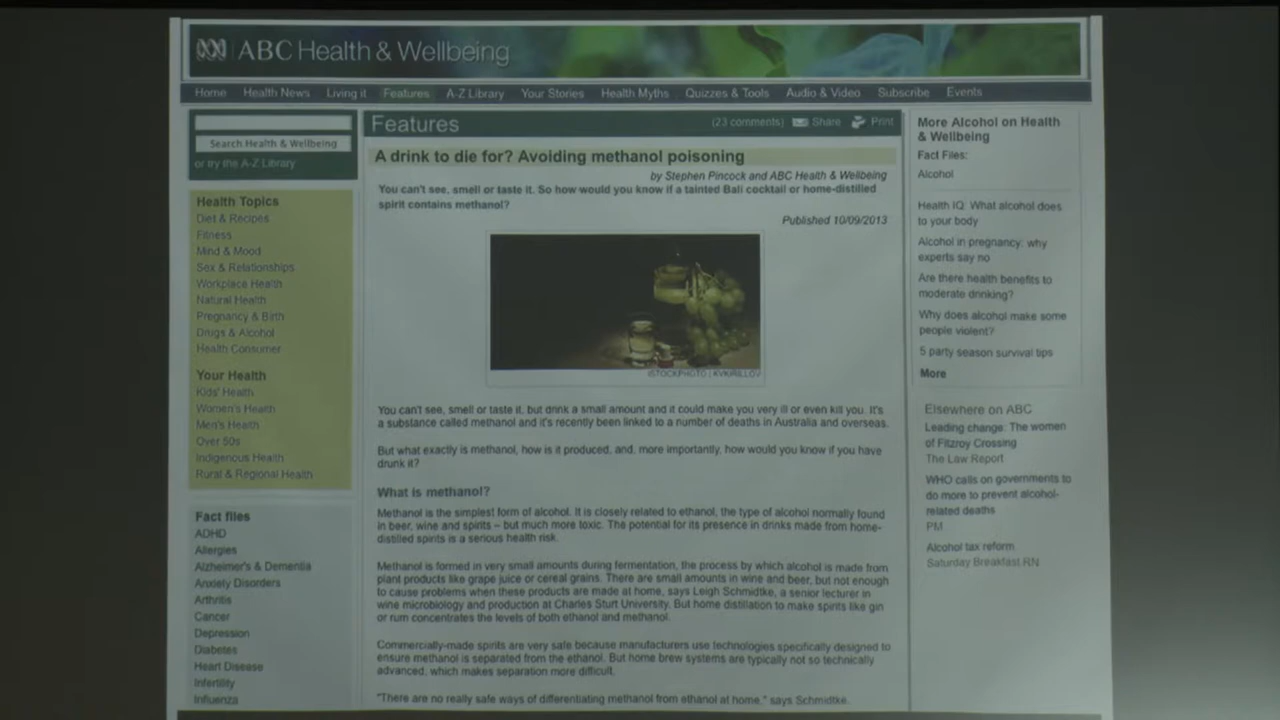 ABC Health & Wellbeing
Home Health News Living it Features A-Z Library Your Stories Health Myths Quizzes & Tools Audio & Video Subscribe Events
Search Health & Wellbeing
or try the A-Z Library
Health Topics
Diet & Recipes
Fitness
Mind & Mood
Sex & Relationships
Workplace Health
Natural Health
Pregnancy & Birth
Drugs & Alcohol
Health Consumer
Your Health
Kids' Health
Women's Health
Men's Health
Over 50s
Indigenous Health
Rural & Regional Health
Fact files
ADHD
Allergies
Alzheimer's & Dementia
Anxiety Disorders
Arthritis
Cancer
Depression
Diabetes
Heart Disease
Infertility
Influenza
Features
(23 comments) Share Print
A drink to die for? Avoiding methanol poisoning
by Stephen Pincock and ABC Health & Wellbeing
You can't see, smell or taste it. So how would you know if a tainted Bali cocktail or home-distilled
spirit contains methanol?
Published 10/09/2013
ISTOCKPHOTO | KVKIRILLOV
You can't see, smell or taste it, but drink a small amount and it could make you very ill or even kill you. It's
a substance called methanol and it's recently been linked to a number of deaths in Australia and overseas.
But what exactly is methanol, how is it produced, and, more importantly, how would you know if you have
drunk it?
What is methanol?
Methanol is the simplest form of alcohol. It is closely related to ethanol, the type of alcohol normally found
in beer, wine and spirits – but much more toxic. The potential for its presence in drinks made from home-
distilled spirits is a serious health risk.
Methanol is formed in very small amounts during fermentation, the process by which alcohol is made from
plant products like grape juice or cereal grains. There are small amounts in wine and beer, but not enough
to cause problems when these products are made at home, says Leigh Schmidtke, a senior lecturer in
wine microbiology and production at Charles Sturt University. But home distillation to make spirits like gin
or rum concentrates the levels of both ethanol and methanol.
Commercially-made spirits are very safe because manufacturers use technologies specifically designed to
ensure methanol is separated from the ethanol. But home brew systems are typically not so technically
advanced, which makes separation more difficult.
"There are no really safe ways of differentiating methanol from ethanol at home," says Schmidtke.
More Alcohol on Health
& Wellbeing
Fact Files:
Alcohol
Health IQ: What alcohol does
to your body
Alcohol in pregnancy: why
experts say no
Are there health benefits to
moderate drinking?
Why does alcohol make some
people violent?
5 party season survival tips
More
Elsewhere on ABC
Leading change: The women
of Fitzroy Crossing
The Law Report
WHO calls on governments to
do more to prevent alcohol-
related deaths
PM
Alcohol tax reform
Saturday Breakfast RN